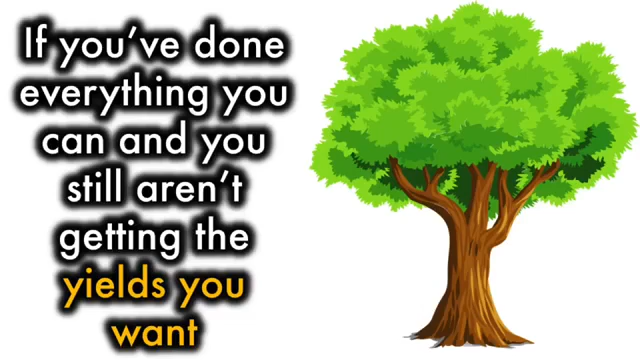 If you’ve done
everything you
can and you
still aren’t
getting the
yields you
want